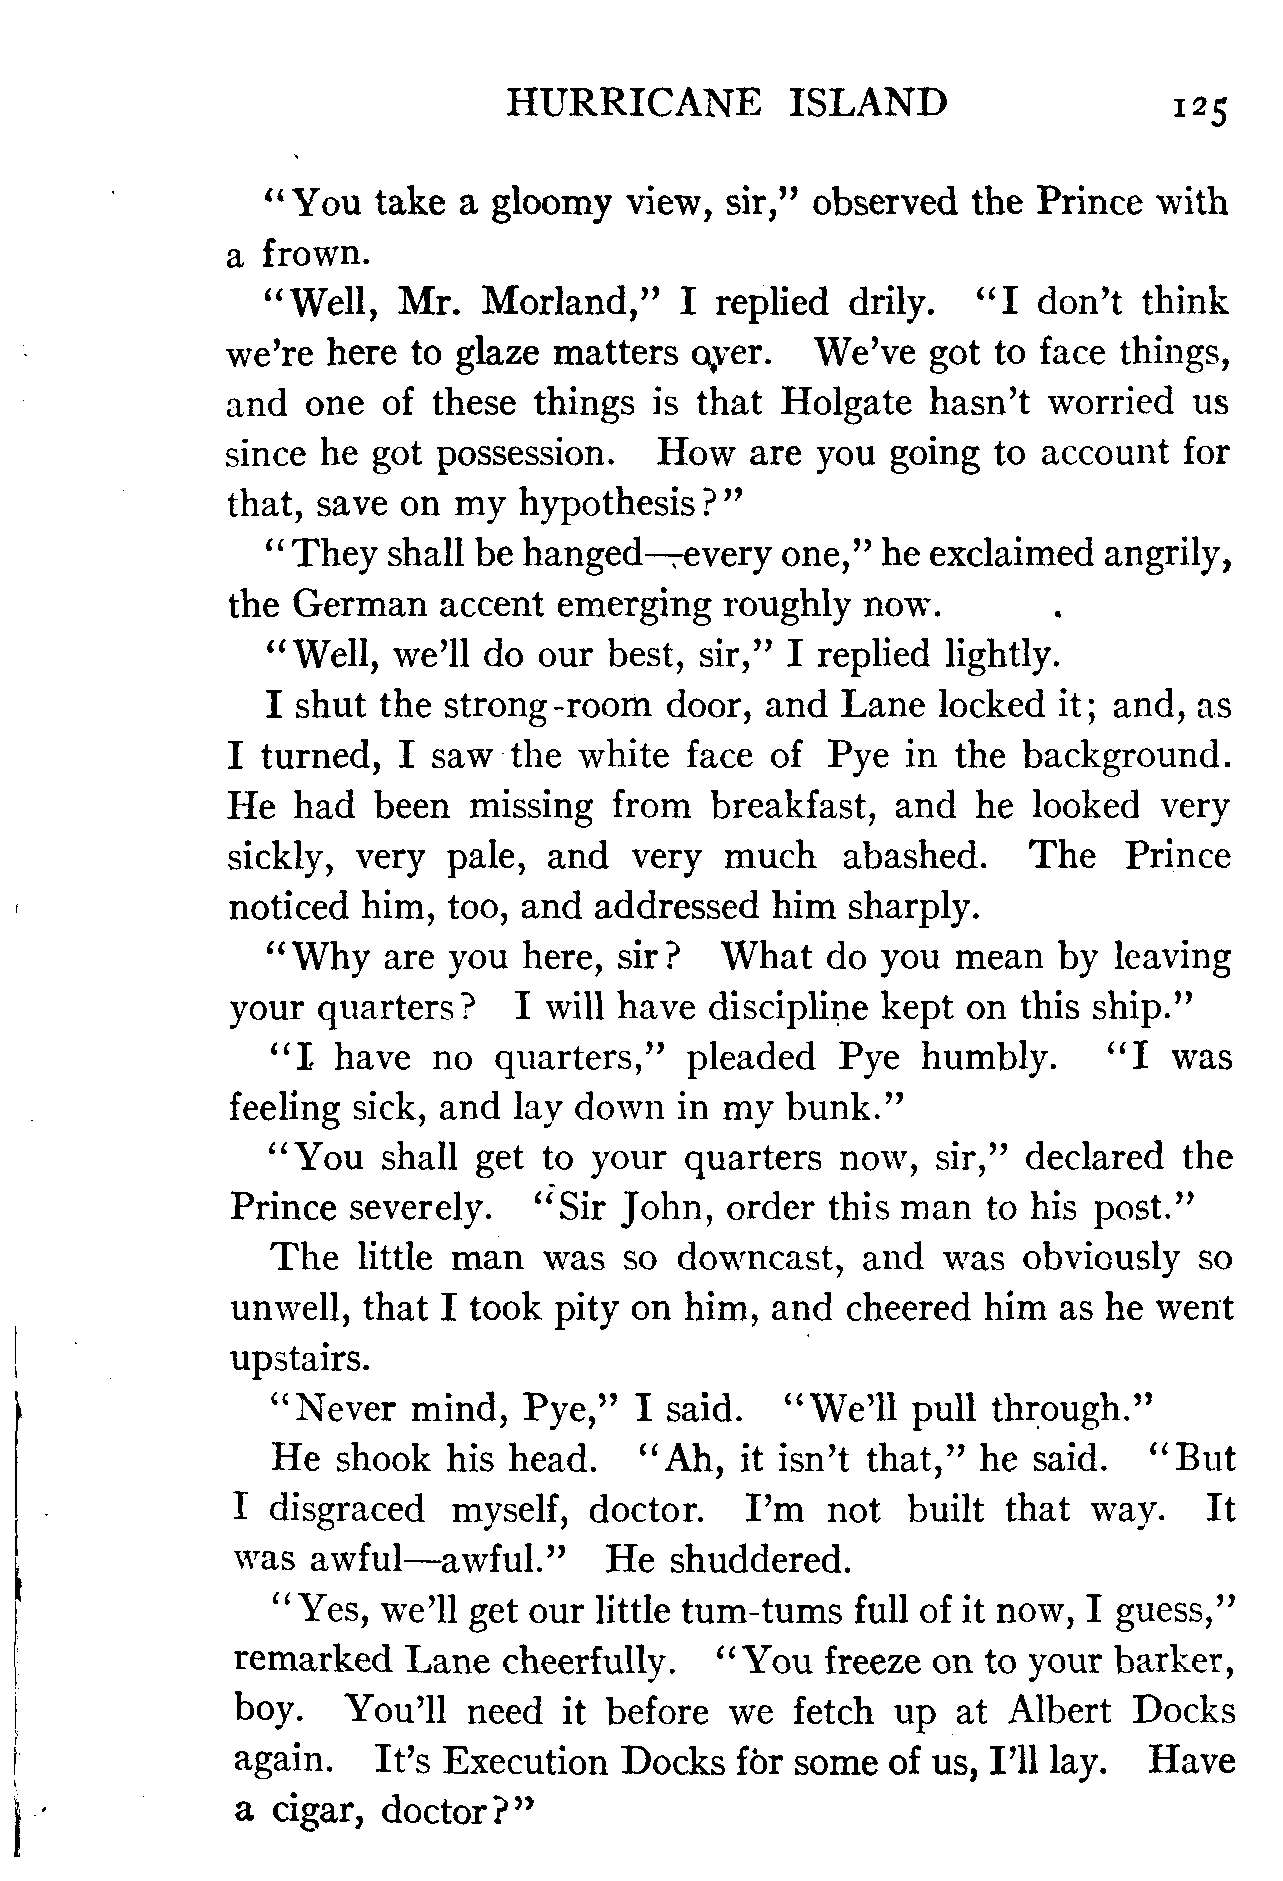 HURRICANE ISLAND 125
“You take a gloomy view, sir,” observed the Prince with
a frown.
“Well, Mr. Morland,” I replied drily. “I don’t think
we’re here to glaze matters over. We’ve got to face things,
and one of these things is that Holgate hasn’t worried us
since he got possession. How are you going to account for
that, save on my hypothesis?”
“They shall be hanged—every one,” he exclaimed angrily,
the German accent emerging roughly now.
“Well, we’ll do our best, sir,” I replied lightly.
I shut the strong-room door, and Lane locked it; and, as
I turned, I saw the white face of Pye in the background.
He had been missing from breakfast, and he looked very
sickly, very pale, and very much abashed. The Prince
noticed him, too, and addressed him sharply.
“Why are you here, sir? What do you mean by leaving
your quarters? I will have discipline kept on this ship.”
“I have no quarters,” pleaded Pye humbly. “I was
feeling sick, and lay down in my bunk.”
“You shall get to your quarters now, sir,” declared the
Prince severely. “Sir John, order this man to his post.”
The little man was so downcast, and was obviously so
unwell, that I took pity on him, and cheered him as he went
upstairs.
“Never mind, Pye,” I said. “We’ll pull through.”
He shook his head. “Ah, it isn’t that,” he said. “But
I disgraced myself, doctor. I’m not built that way. It
was awful—awful.” He shuddered.
“Yes, we’ll get our little tum-tums full of it now, I guess,”
remarked Lane cheerfully. “You freeze on to your barker,
boy. You’ll need it before we fetch up at Albert Docks
again. It’s Execution Docks for some of us, I’ll lay. Have
a cigar, doctor?”